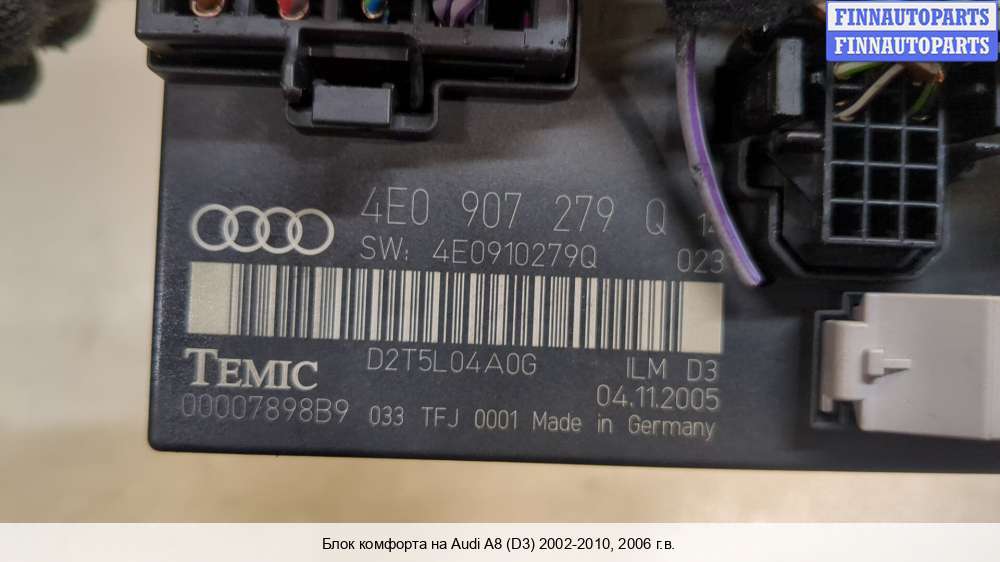 FINNAUTOPARTS
FINNAUTOPARTS
4E0 907 279 Q
SW: 4E0910279Q 023
D2T5L04A0G ILM D3
TEMIC 04.11.2005
00007898B9 033 TFJ 0001 Made in Germany
Блок комфорта на Audi A8 (D3) 2002-2010, 2006 г.в.